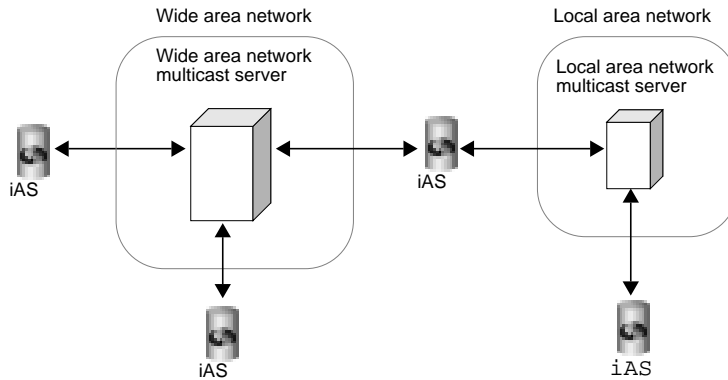 Wide area network
Wide area network
multicast server
Local area network
Local area network
multicast server
iAS
iAS
iAS
iAS